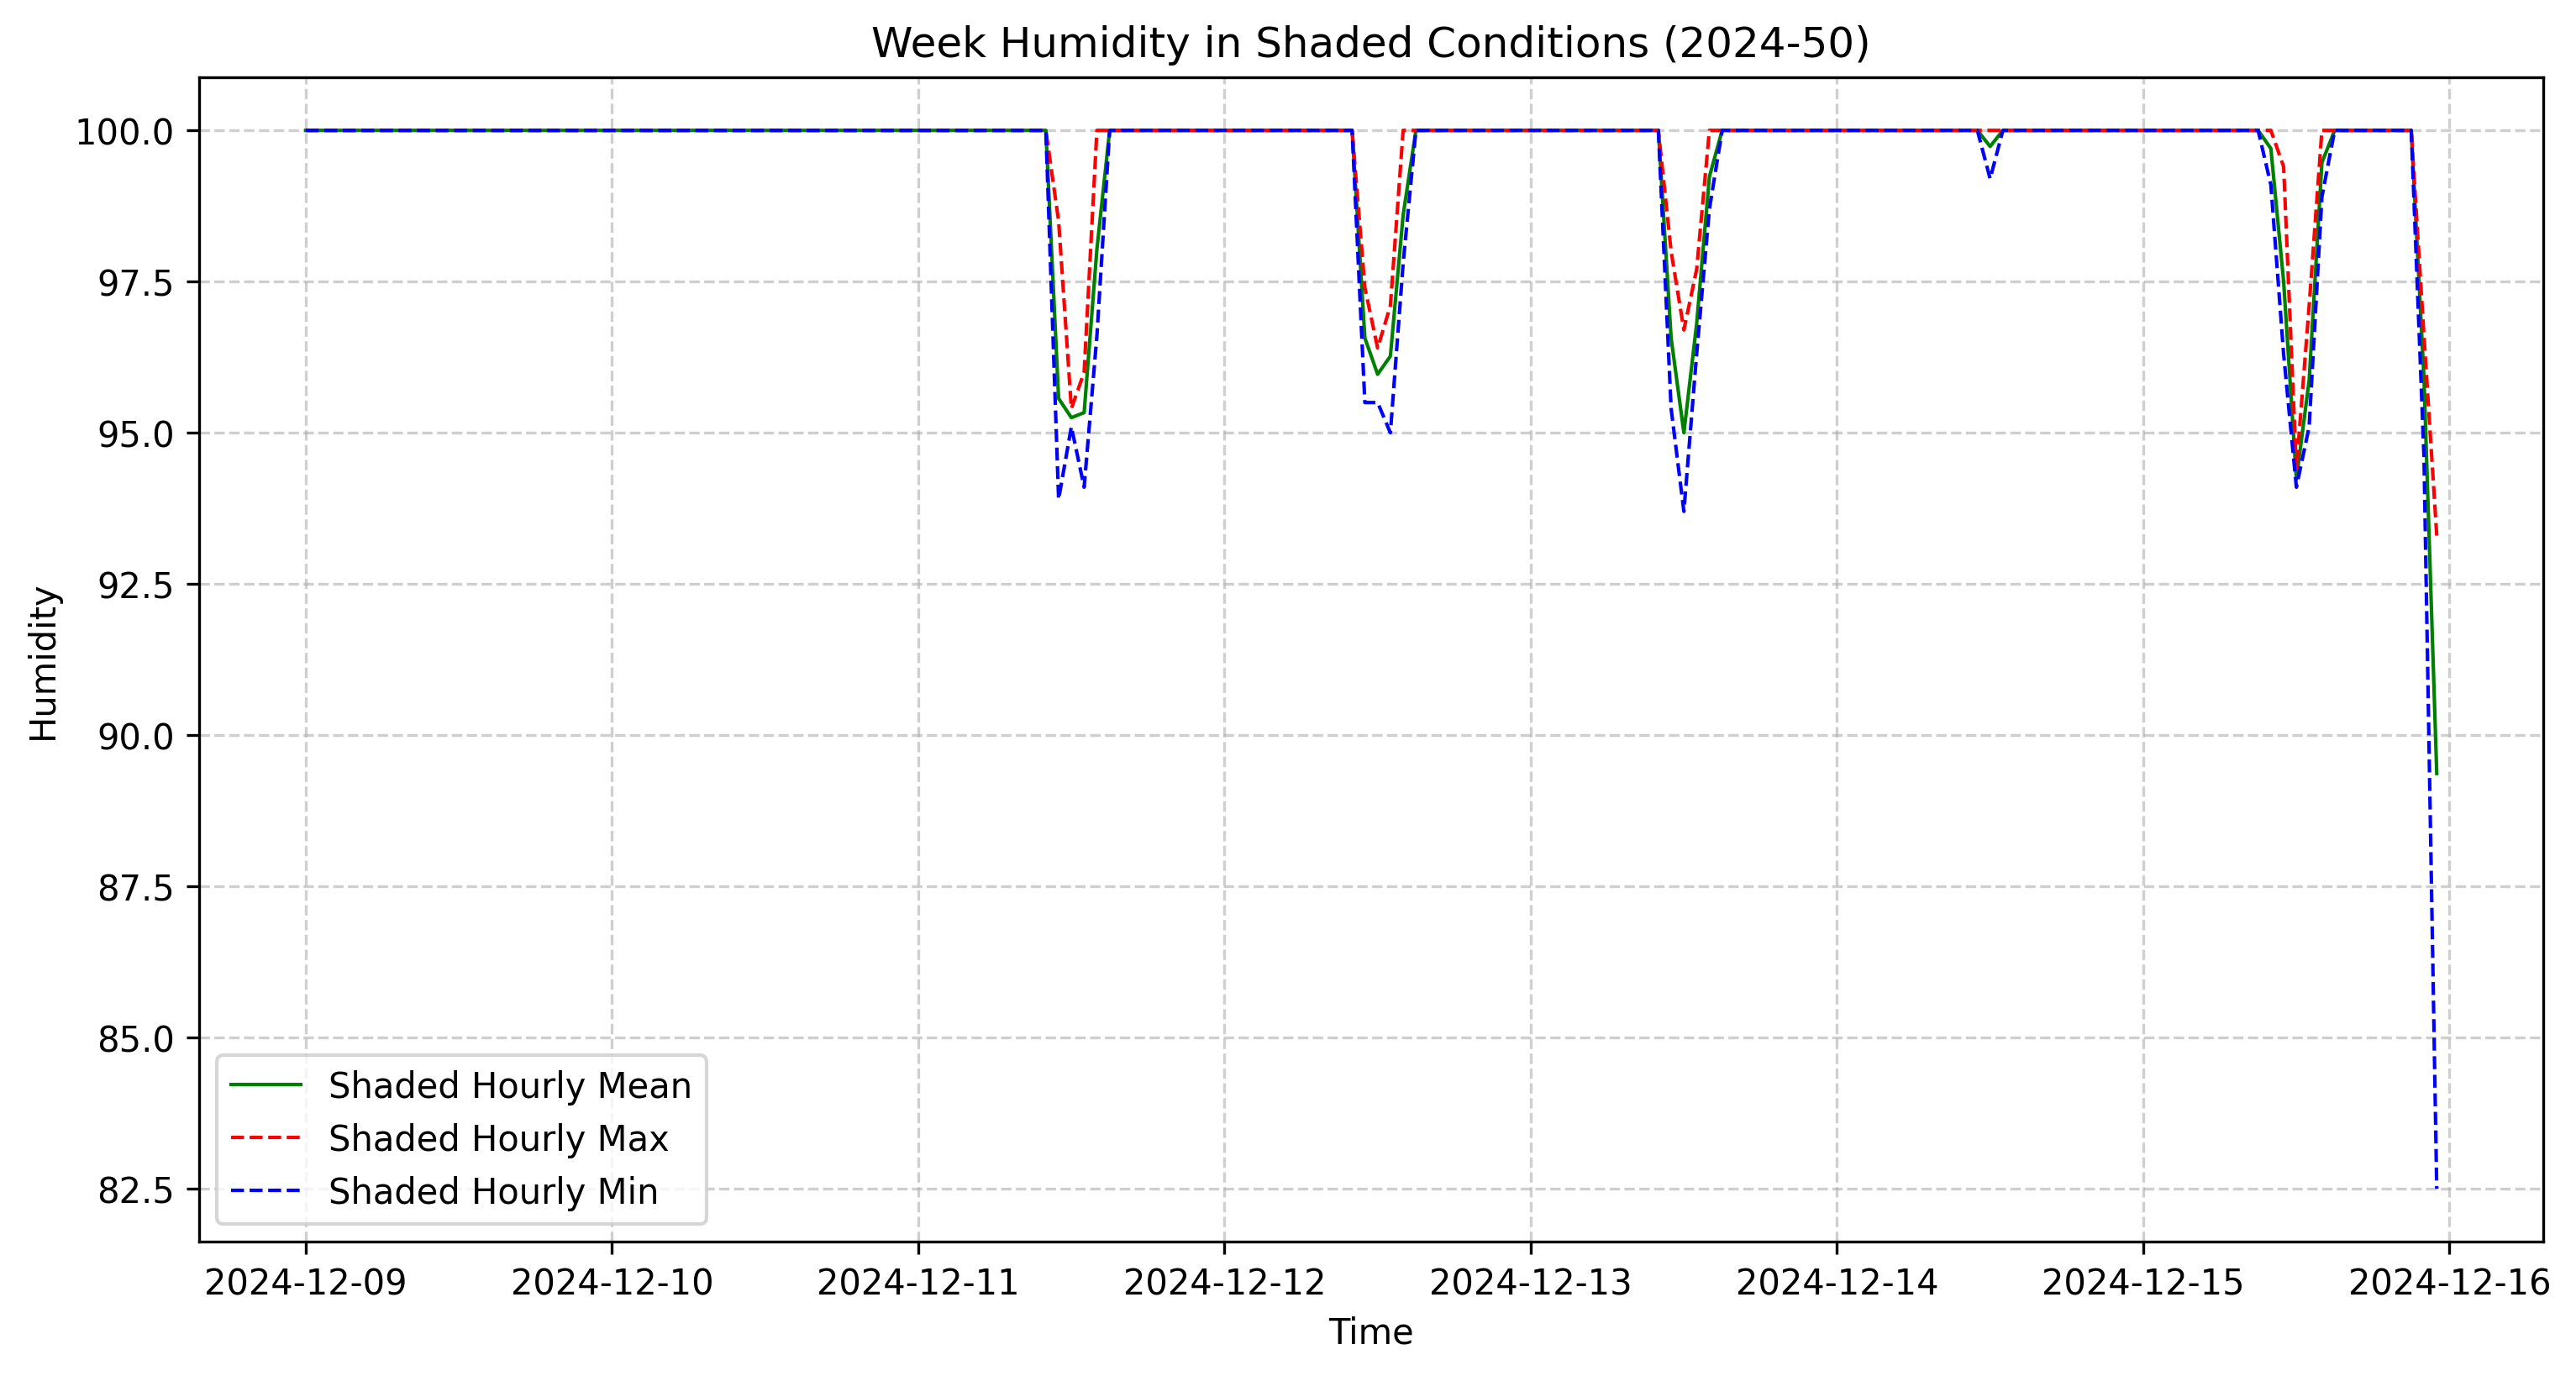 Week Humidity in Shaded Conditions (2024-50)
100.0
97.5
95.0
92.5
90.0
87.5
85.0
82.5
Humidity
Shaded Hourly Mean
Shaded Hourly Max
Shaded Hourly Min
2024-12-09 2024-12-10 2024-12-11 2024-12-12 2024-12-13 2024-12-14 2024-12-15 2024-12-16
Time